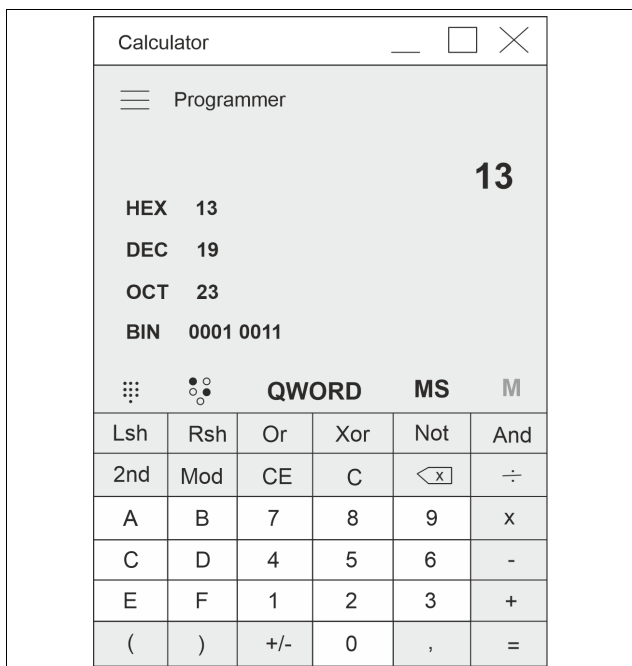 Calculator
Programmer
13
HEX 13
DEC 19
OCT 23
BIN 0001 0011
QWORD MS M
Lsh Rsh Or Xor Not And
2nd Mod CE C x ÷
A B 7 8 9 x
C D 4 5 6 -
E F 1 2 3 +
( ) +/- 0 , =